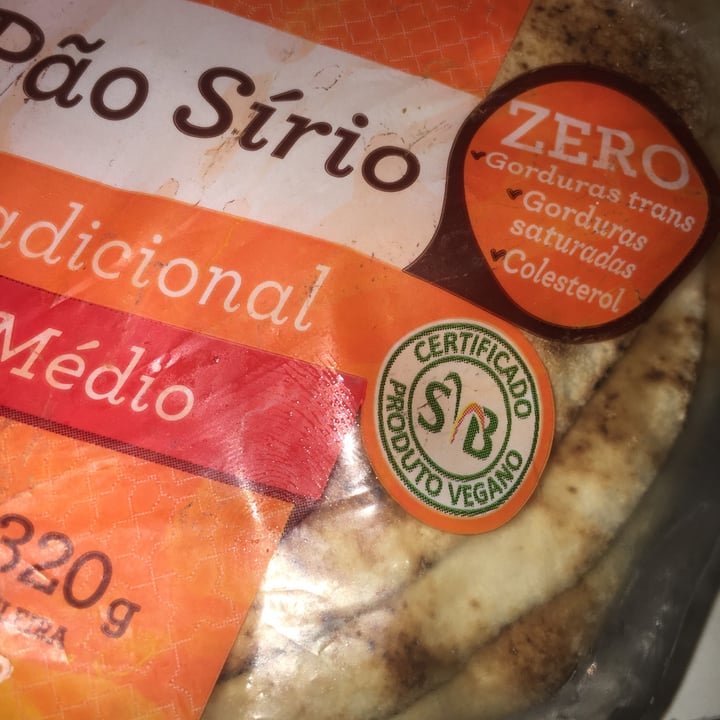 Pão Sírio
ZERO
Gorduras trans
Gorduras
saturadas
Colesterol
adicional
Médio
CERTIFICADO
SVB
PRODUTO VEGANO
320g